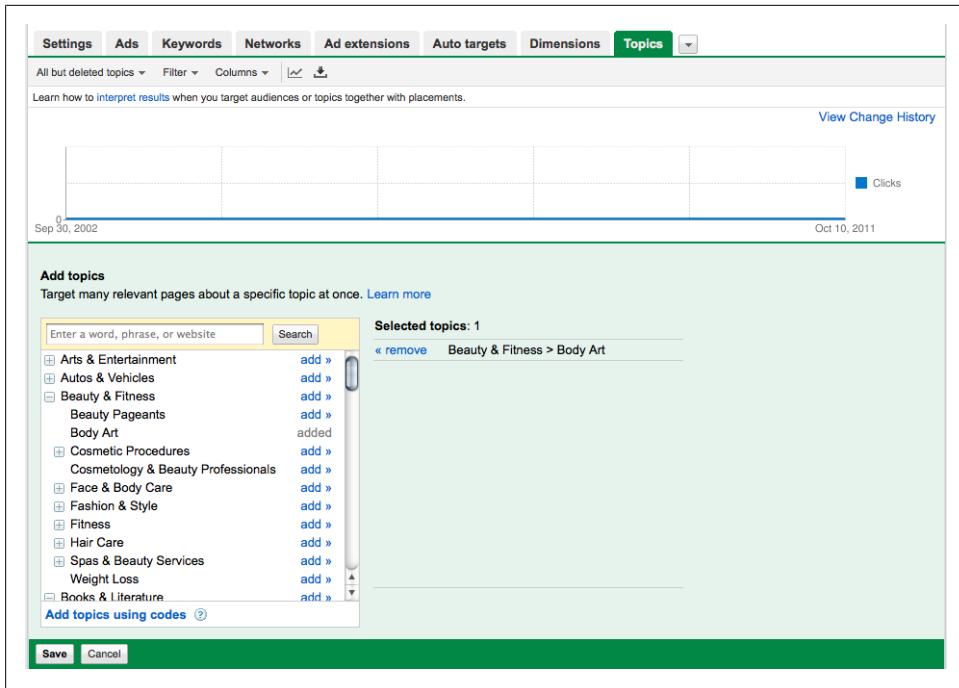 Settings Ads Keywords Networks Ad extensions Auto targets Dimensions Topics
All but deleted topics Filter Columns
Learn how to interpret results when you target audiences or topics together with placements.
View Change History
Clicks
0
Sep 30, 2002 Oct 10, 2011
Add topics
Target many relevant pages about a specific topic at once. Learn more
Enter a word, phrase, or website Search
Arts & Entertainment add »
Autos & Vehicles add »
Beauty & Fitness add »
Beauty Pageants add »
Body Art added
Cosmetic Procedures add »
Cosmetology & Beauty Professionals add »
Face & Body Care add »
Fashion & Style add »
Fitness add »
Hair Care add »
Spas & Beauty Services add »
Weight Loss add »
Books & Literature add »
Add topics using codes ?
Selected topics: 1
« remove Beauty & Fitness > Body Art
Save Cancel